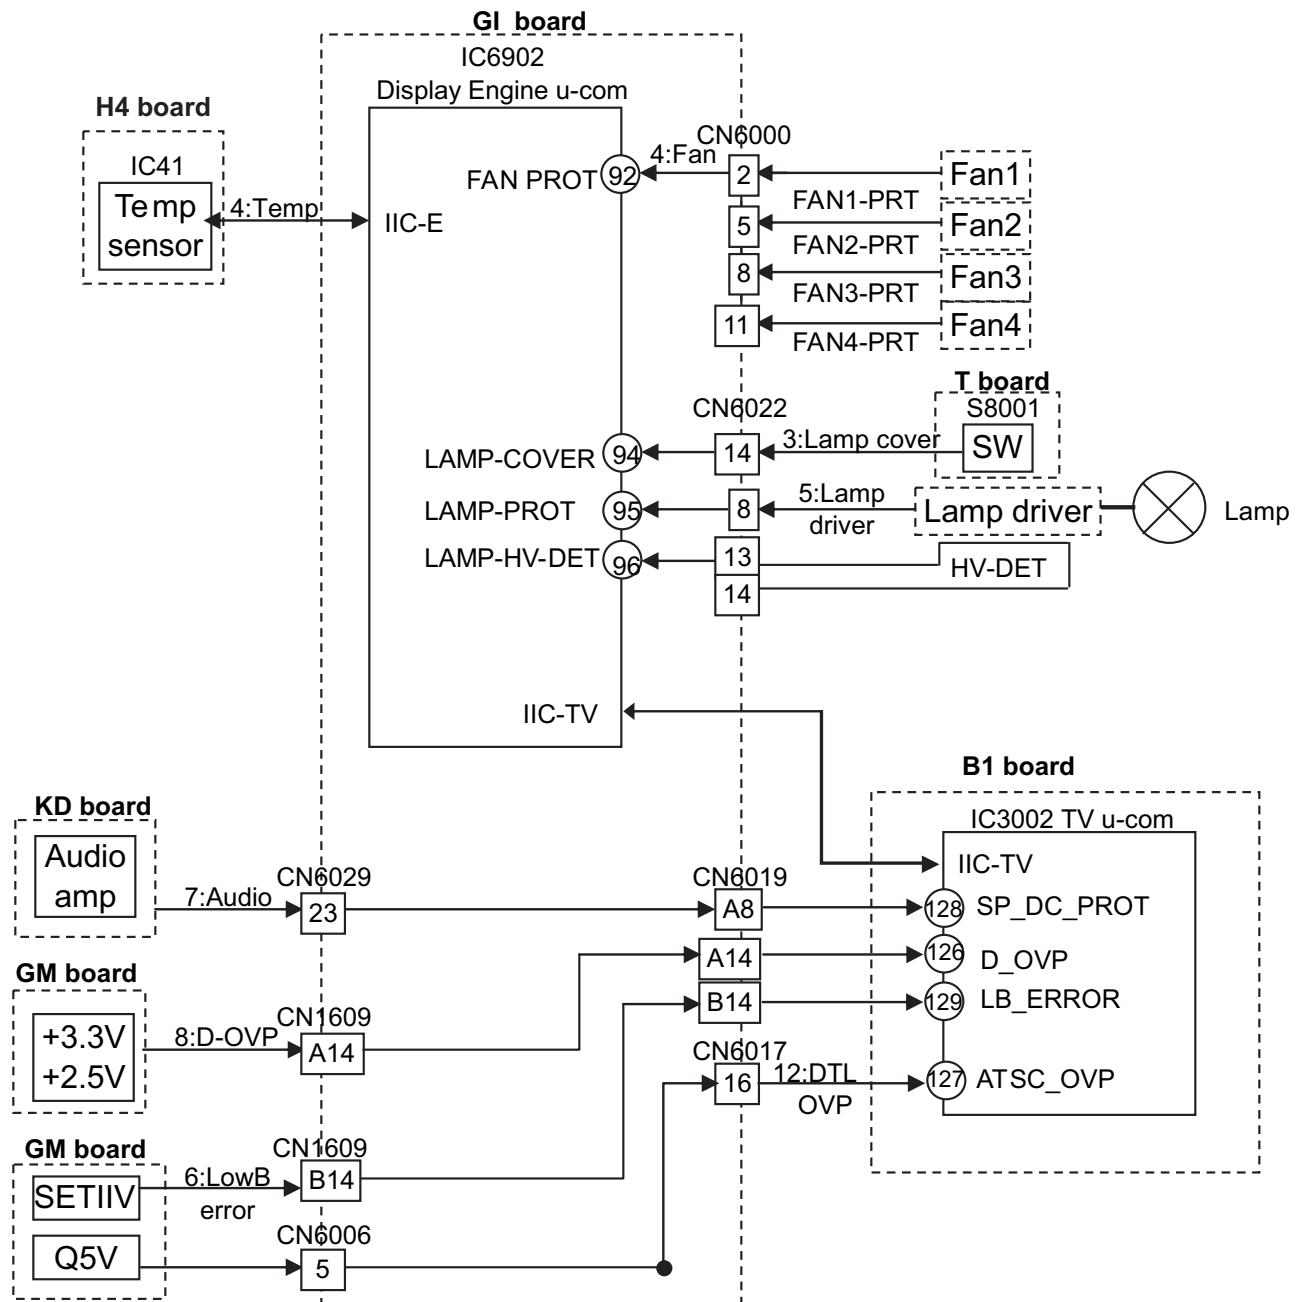 GI board
IC6902
Display Engine u-com
H4 board
IC41
Temp
sensor
4:Temp
IIC-E
FAN PROT
92
4:Fan
CN6000
2
FAN1-PRT
Fan1
5
FAN2-PRT
Fan2
8
FAN3-PRT
Fan3
11
FAN4-PRT
Fan4
T board
S8001
SW
CN6022
LAMP-COVER
94
14
3:Lamp cover
LAMP-PROT
95
8
5:Lamp
driver
Lamp driver
Lamp
LAMP-HV-DET
96
13
HV-DET
14
IIC-TV
B1 board
IC3002 TV u-com
IIC-TV
KD board
Audio
amp
7:Audio
CN6029
23
CN6019
A8
128
SP_DC_PROT
A14
126
D_OVP
B14
129
LB_ERROR
GM board
+3.3V
+2.5V
8:D-OVP
CN1609
A14
CN6017
16
12:DTL
OVP
127
ATSC_OVP
GM board
SETIIV
6:LowB
error
CN1609
B14
Q5V
CN6006
5